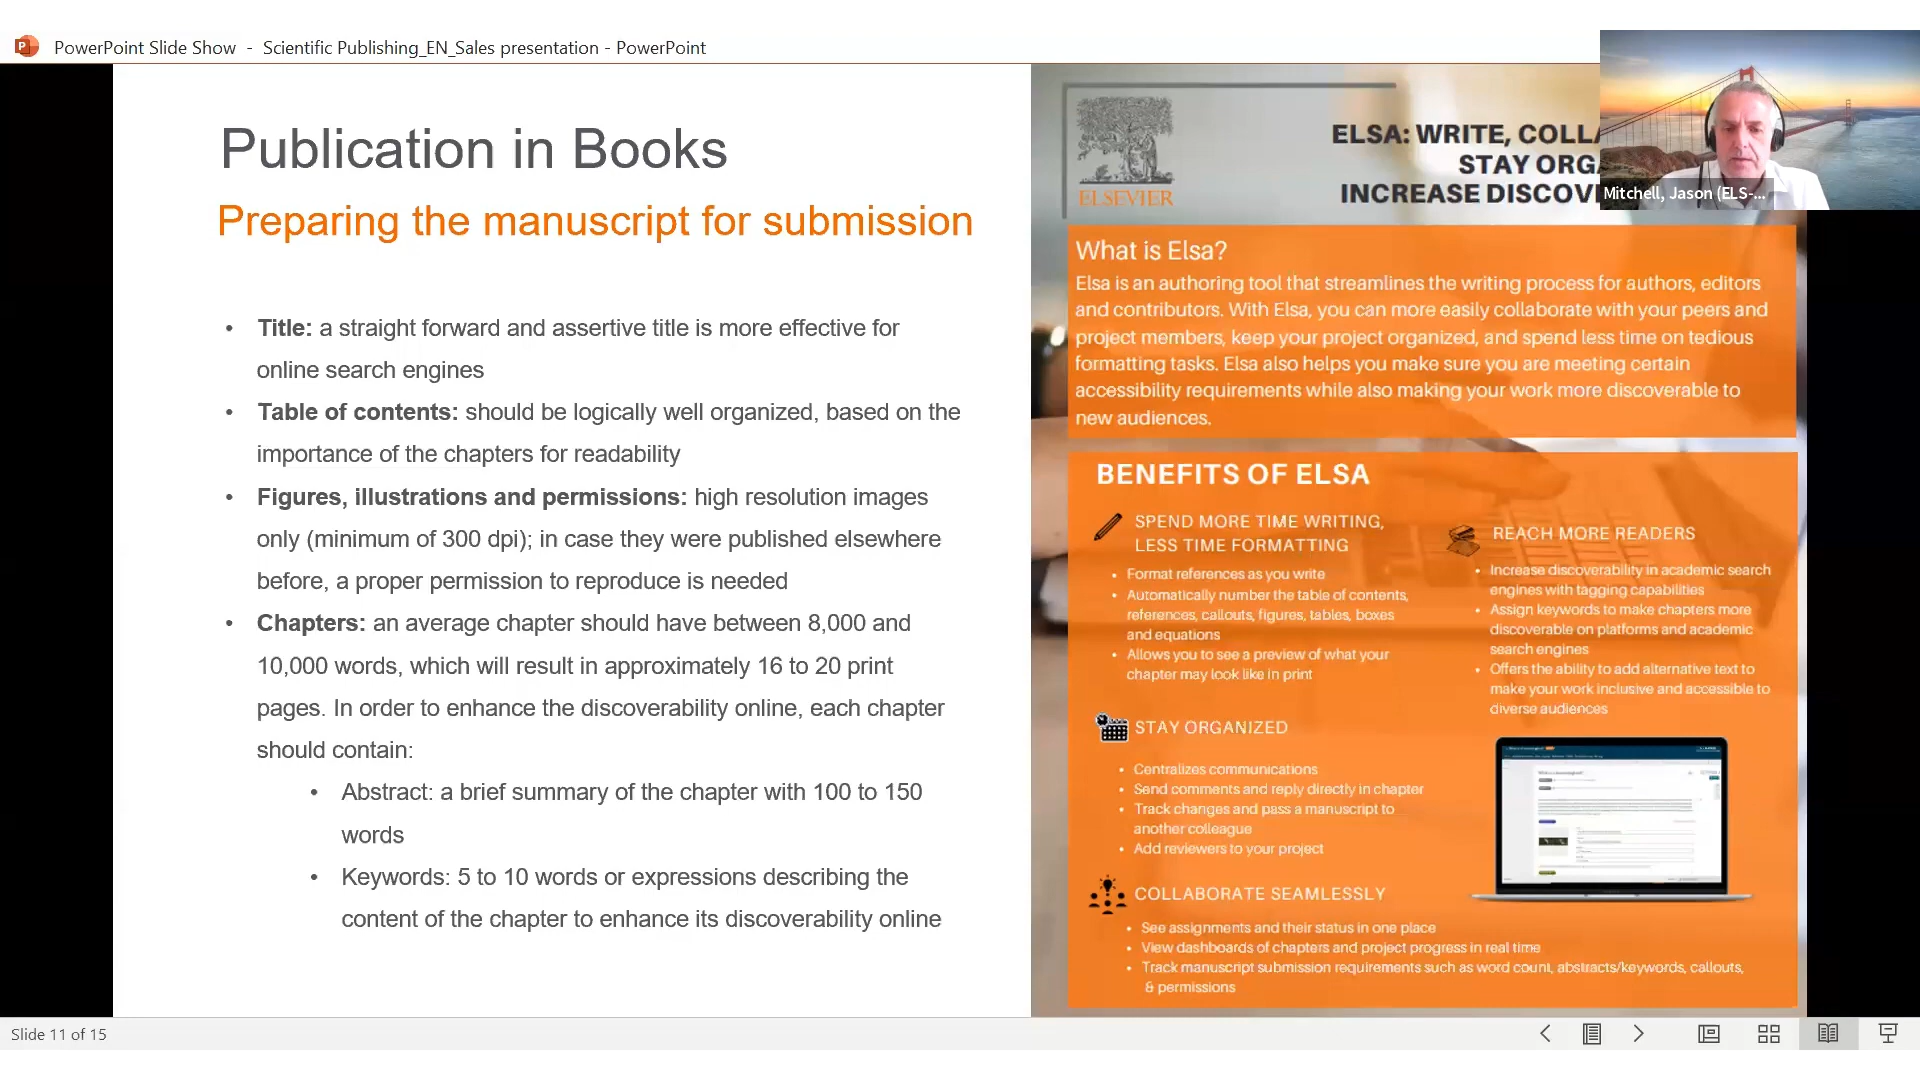 PowerPoint Slide Show - Scientific Publishing_EN_Sales presentation - PowerPoint
Publication in Books
Preparing the manuscript for submission
• Title: a straight forward and assertive title is more effective for
online search engines
• Table of contents: should be logically well organized, based on the
importance of the chapters for readability
• Figures, illustrations and permissions: high resolution images
only (minimum of 300 dpi); in case they were published elsewhere
before, a proper permission to reproduce is needed
• Chapters: an average chapter should have between 8,000 and
10,000 words, which will result in approximately 16 to 20 print
pages. In order to enhance the discoverability online, each chapter
should contain:
• Abstract: a brief summary of the chapter with 100 to 150
words
• Keywords: 5 to 10 words or expressions describing the
content of the chapter to enhance its discoverability online
ELSEVIER
ELSA: WRITE, COLLA
STAY ORG
INCREASE DISCOV
Mitchell, Jason (ELS-...
What is Elsa?
Elsa is an authoring tool that streamlines the writing process for authors, editors
and contributors. With Elsa, you can more easily collaborate with your peers and
project members, keep your project organized, and spend less time on tedious
formatting tasks. Elsa also helps you make sure you are meeting certain
accessibility requirements while also making your work more discoverable to
new audiences.
BENEFITS OF ELSA
SPEND MORE TIME WRITING,
LESS TIME FORMATTING
• Format references as you write
• Automatically number the table of contents,
references, callouts, figures, tables, boxes
and equations
• Allows you to see a preview of what your
chapter may look like in print
REACH MORE READERS
• Increase discoverability in academic search
engines with tagging capabilities
• Assign keywords to make chapters more
discoverable on platforms and academic
search engines
• Offers the ability to add alternative text to
make your work inclusive and accessible to
diverse audiences
STAY ORGANIZED
• Centralizes communications
• Send comments and reply directly in chapter
• Track changes and pass a manuscript to
another colleague
• Add reviewers to your project
COLLABORATE SEAMLESSLY
• See assignments and their status in one place
• View dashboards of chapters and project progress in real time
• Track manuscript submission requirements such as word count, abstracts/keywords, callouts,
& permissions
Slide 11 of 15